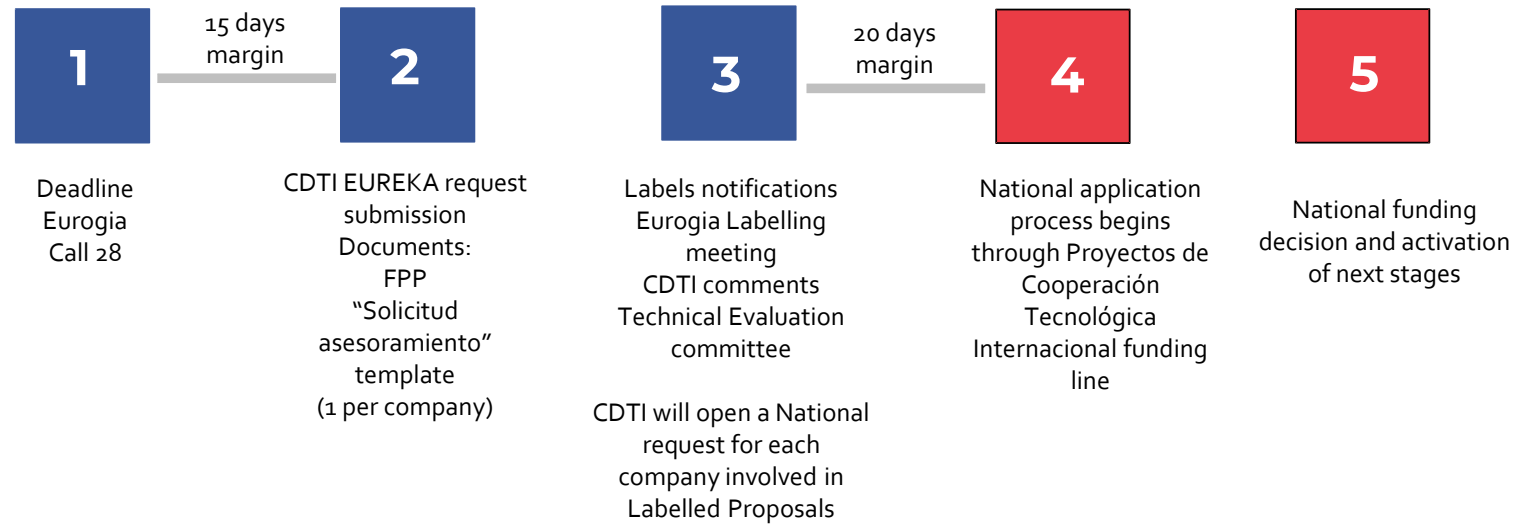 1
15 days
margin
2
3
20 days
margin
4
5
Deadline
Eurogia
Call 28
CDTI EUREKA request
submission
Documents:
FPP
“Solicitud
asesoramiento”
template
(1 per company)
Labels notifications
Eurogia Labelling
meeting
CDTI comments
Technical Evaluation
committee
CDTI will open a National
request for each
company involved in
Labelled Proposals
National application
process begins
through Proyectos de
Cooperación
Tecnológica
Internacional funding
line
National funding
decision and activation
of next stages